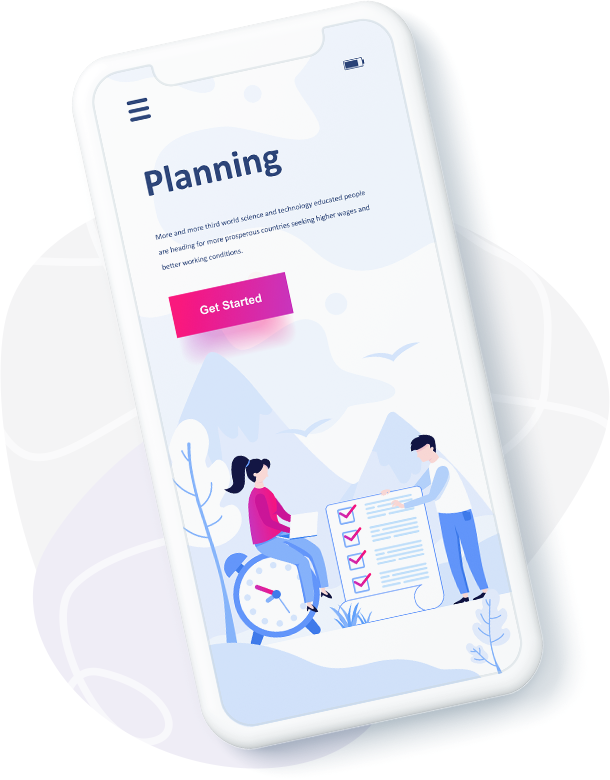 Planning
More and more third world science and technology educated people
are heading for more prosperous countries seeking higher wages and
better working conditions.
Get Started